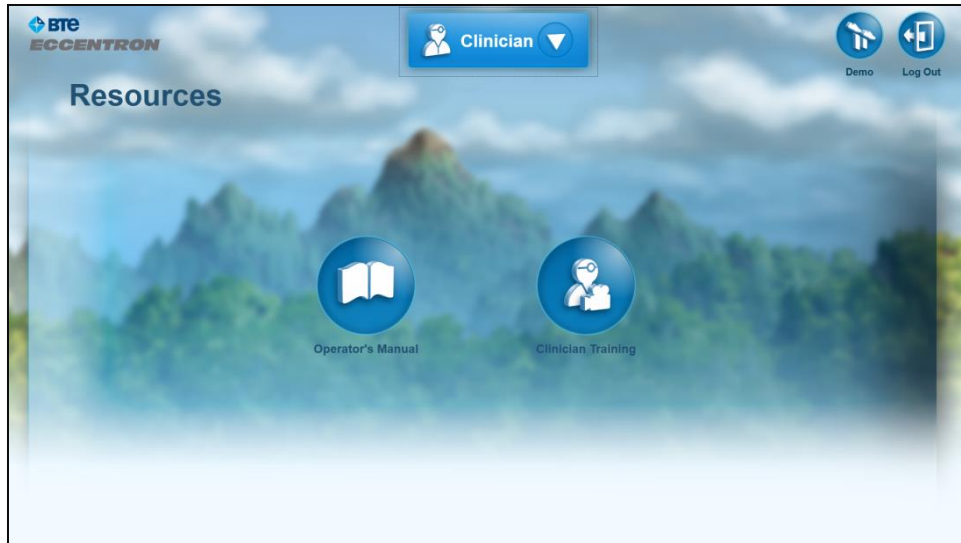 BTE
ECCENTRON
Clinician
Demo
Log Out
Resources
Operator's Manual
Clinician Training